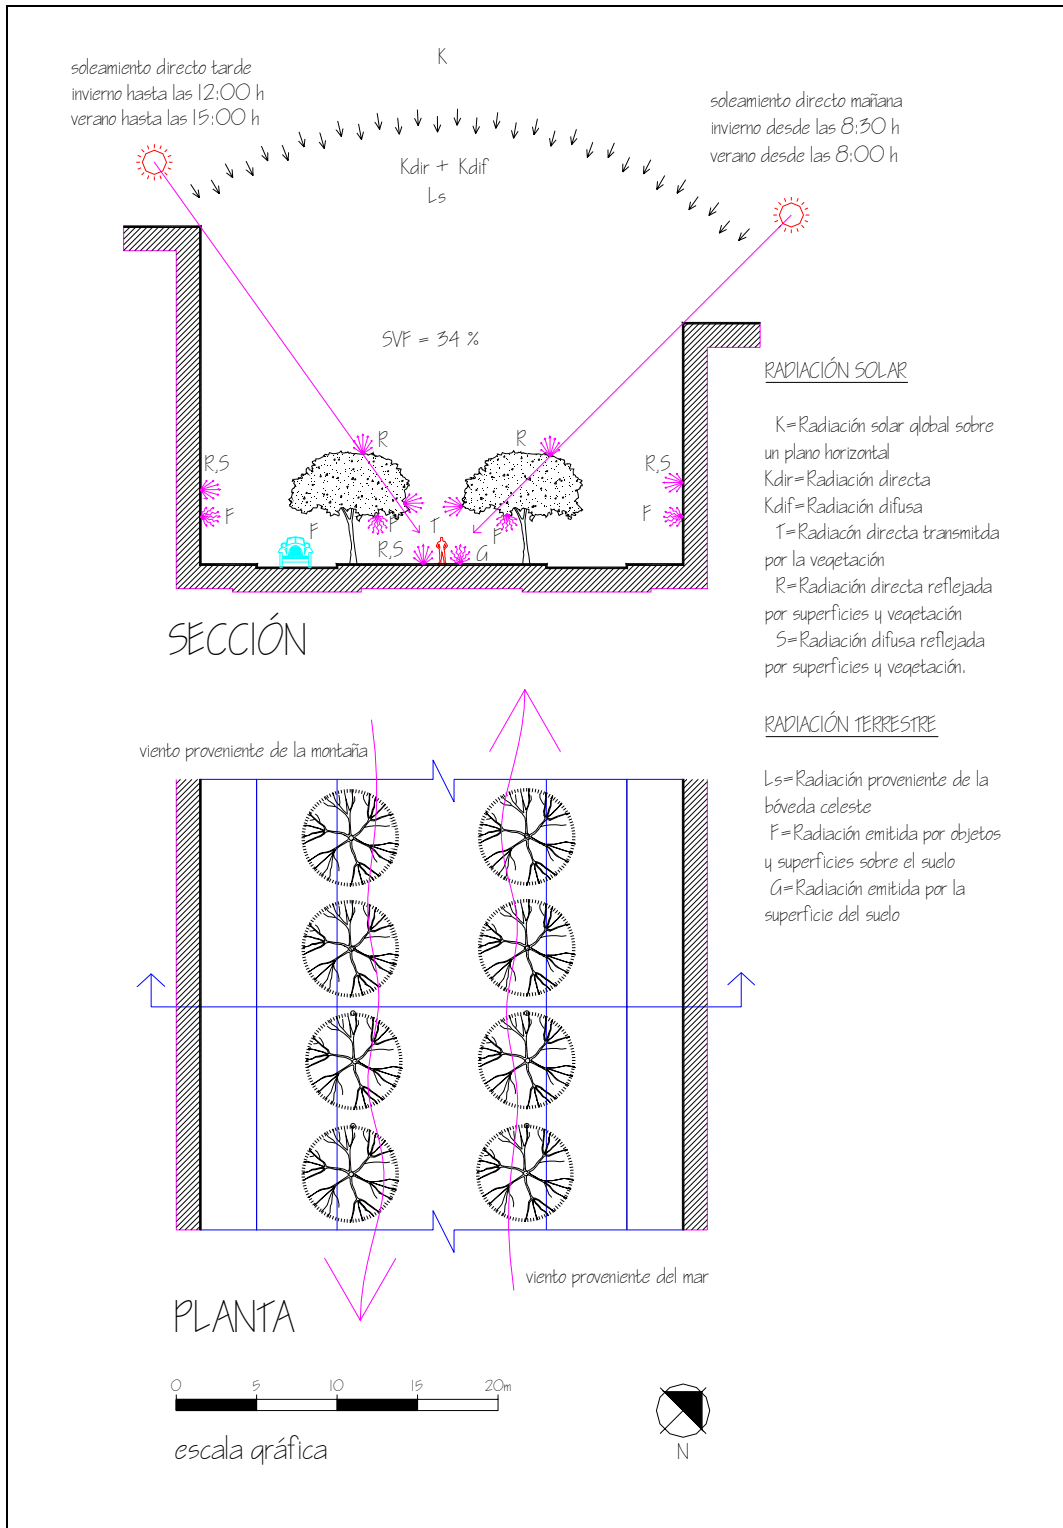 K
soleamiento directo tarde
invierno hasta las 12:00 h
verano hasta las 15:00 h
soleamiento directo mañana
invierno desde las 8:30 h
verano desde las 8:00 h
Kdir + Kdif
Ls
SVF = 34 %
R
R
R,S
F
R,S
F
F
F
T
F
R,S
G
SECCIÓN
RADIACIÓN SOLAR
K=Radiación solar global sobre
un plano horizontal
Kdir=Radiación directa
Kdif=Radiación difusa
T=Radiacón directa transmitda
por la vegetación
R=Radiación directa reflejada
por superficies y vegetación
S=Radiación difusa reflejada
por superficies y vegetación.
RADIACIÓN TERRESTRE
Ls=Radiación proveniente de la
bóveda celeste
F=Radiación emitida por objetos
y superficies sobre el suelo
G=Radiación emitida por la
superficie del suelo
viento proveniente de la montaña
viento proveniente del mar
PLANTA
0 5 10 15 20m
escala gráfica
N